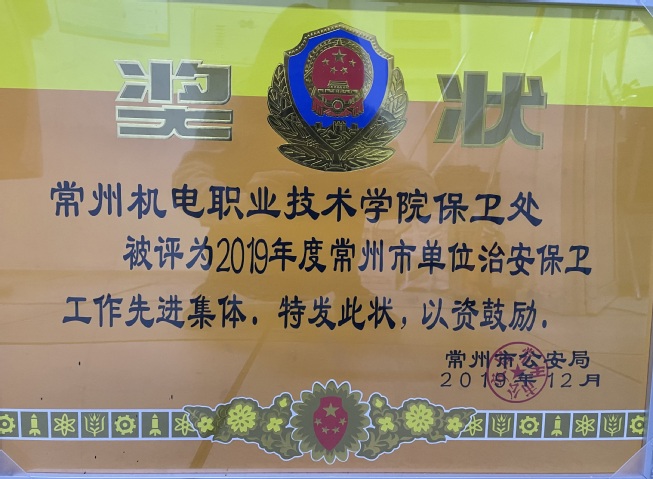 奖状
常州机电职业技术学院保卫处
被评为2019年度常州市单位治安保卫
工作先进集体．特发此状，以资鼓励．
常州市公安局
2019年12月